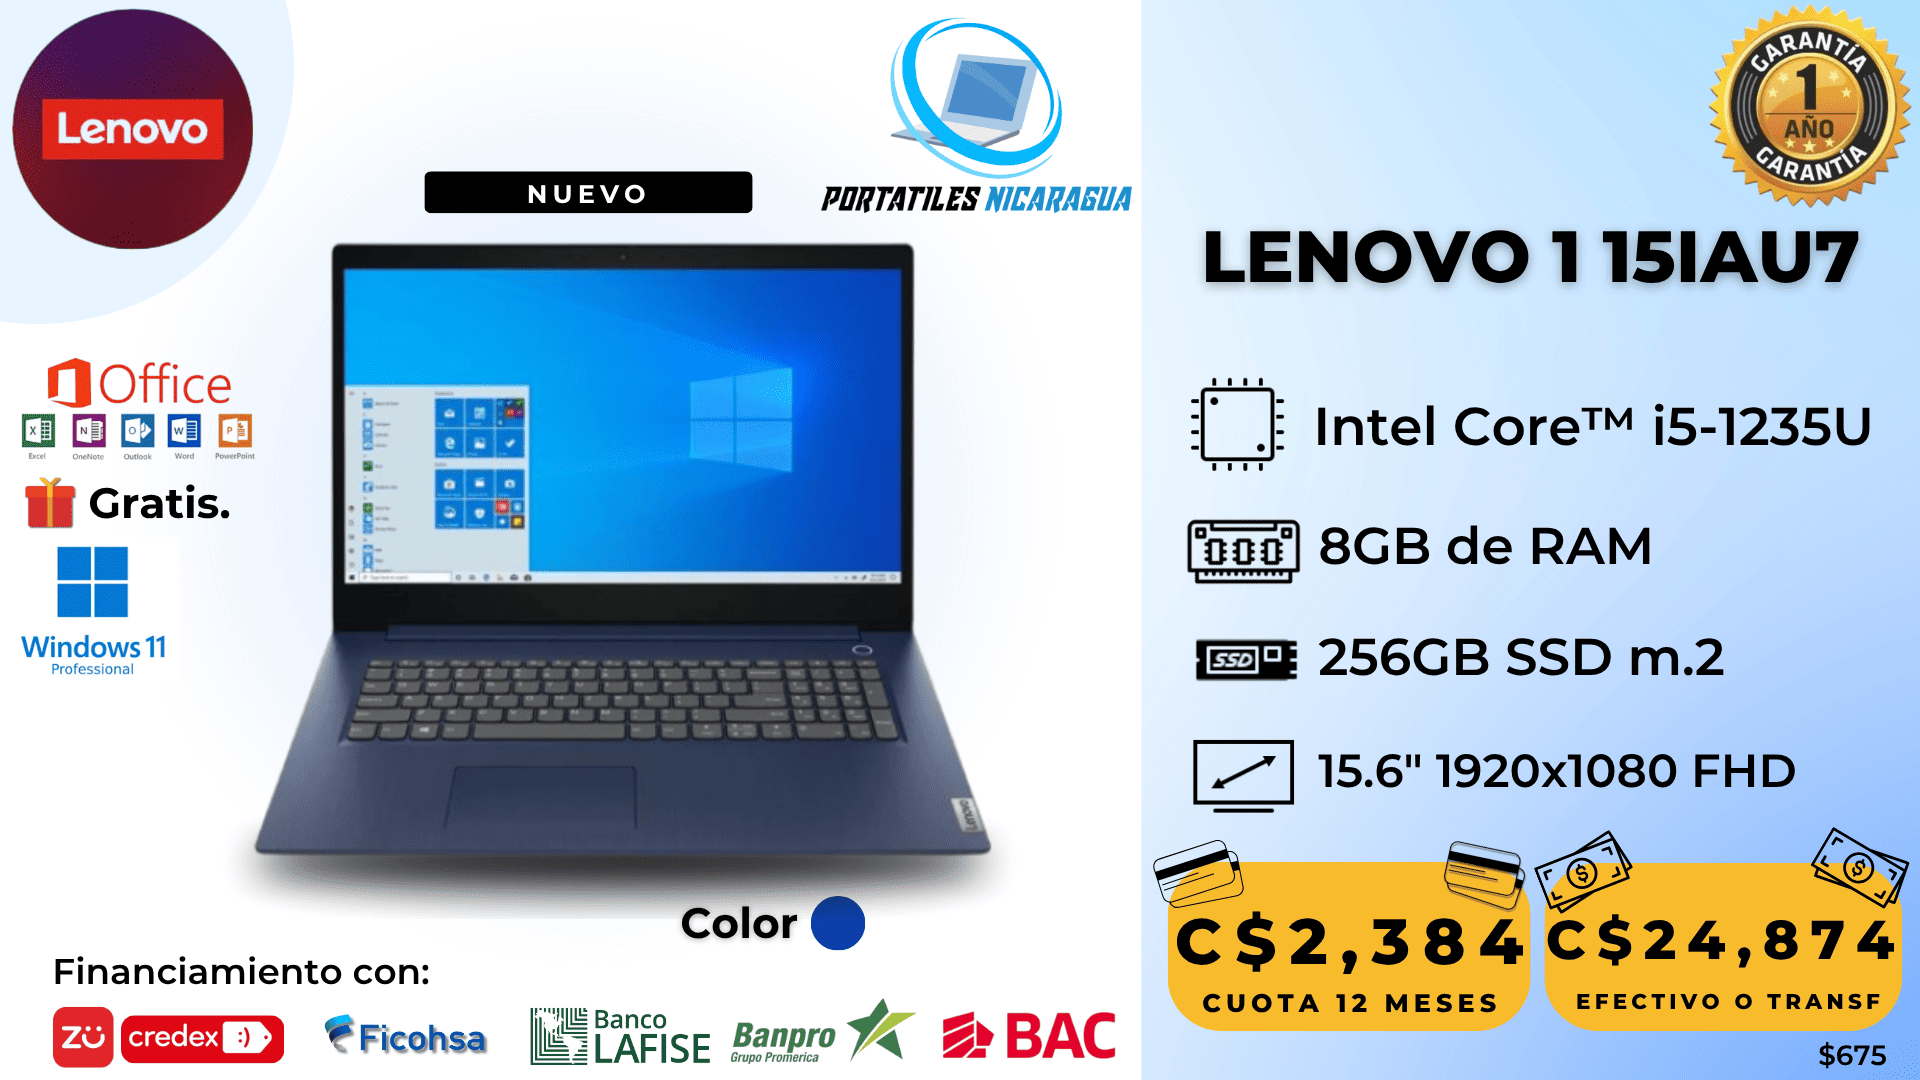 Lenovo
NUEVO
PORTATILES NICARAGUA
GARANTÍA
1
AÑO
GARANTÍA
LENOVO 1 15IAU7
Office
Excel
OneNote
Outlook
Word
PowerPoint
Gratis.
Windows 11
Professional
Intel Core™ i5-1235U
8GB de RAM
SSD
256GB SSD m.2
15.6" 1920x1080 FHD
Lenovo
Color
C$2,384
CUOTA 12 MESES
C$24,874
EFECTIVO O TRANSF
$675
Financiamiento con:
zü
credex :)
Ficohsa
Banco
LAFISE
Banpro
Grupo Promerica
BAC